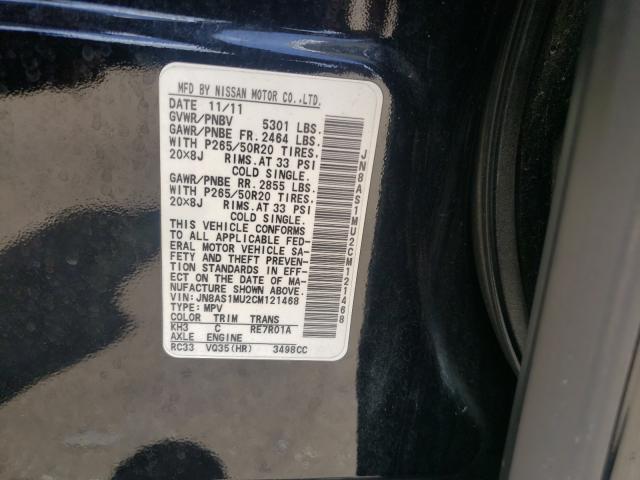 MFD BY NISSAN MOTOR CO.,LTD.
DATE 11/11
GVWR/PNBV 5301 LBS.
GAWR/PNBE FR. 2464 LBS.
WITH P265/50R20 TIRES.
20×8J RIMS.AT 33 PSI
COLD SINGLE.
GAWR/PNBE RR. 2855 LBS.
WITH P265/50R20 TIRES.
20×8J RIMS.AT 33 PSI
COLD SINGLE.
THIS VEHICLE CONFORMS
TO ALL APPLICABLE FED-
ERAL MOTOR VEHICLE SA-
FETY AND THEFT PREVEN-
TION STANDARDS IN EFF-
ECT ON THE DATE OF MA-
NUFACTURE SHOWN ABOVE.
VIN: JN8AS1MU2CM121468
TYPE: MPV
COLOR TRIM TRANS
KH3 C RE7R01A
AXLE ENGINE
RC33 VQ35(HR) 3498CC
JN8AS1MU2CM121468